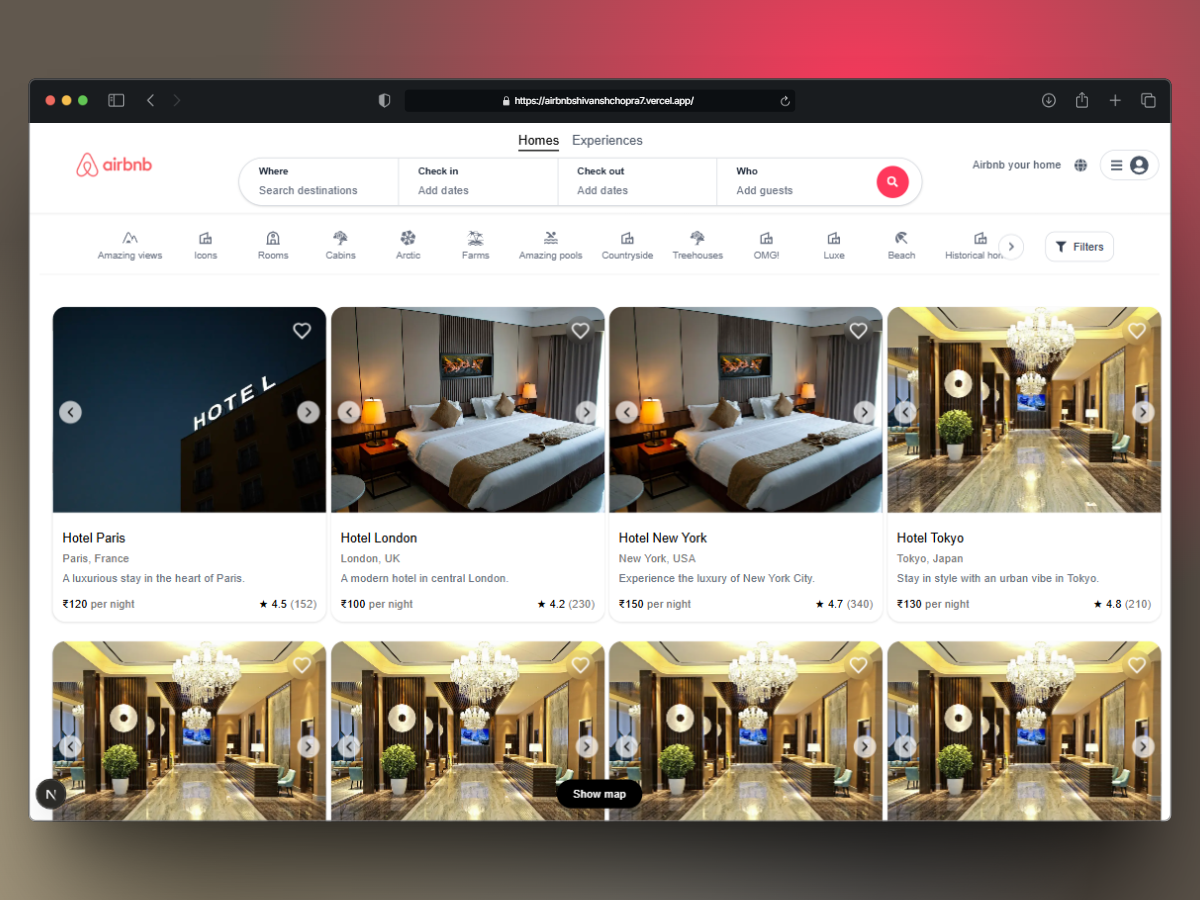 https://airbnbshivanshchopra7.vercel.app/
Homes Experiences
airbnb
Where Check in Check out Who
Search destinations Add dates Add dates Add guests
Airbnb your home
Amazing views Icons Rooms Cabins Arctic Farms Amazing pools Countryside Treehouses OMG! Luxe Beach Historical hom
Filters
HOTEL
Hotel Paris
Paris, France
A luxurious stay in the heart of Paris.
₹120 per night ★ 4.5 (152)
Hotel London
London, UK
A modern hotel in central London.
₹100 per night ★ 4.2 (230)
Hotel New York
New York, USA
Experience the luxury of New York City.
₹150 per night ★ 4.7 (340)
Hotel Tokyo
Tokyo, Japan
Stay in style with an urban vibe in Tokyo.
₹130 per night ★ 4.8 (210)
N
Show map